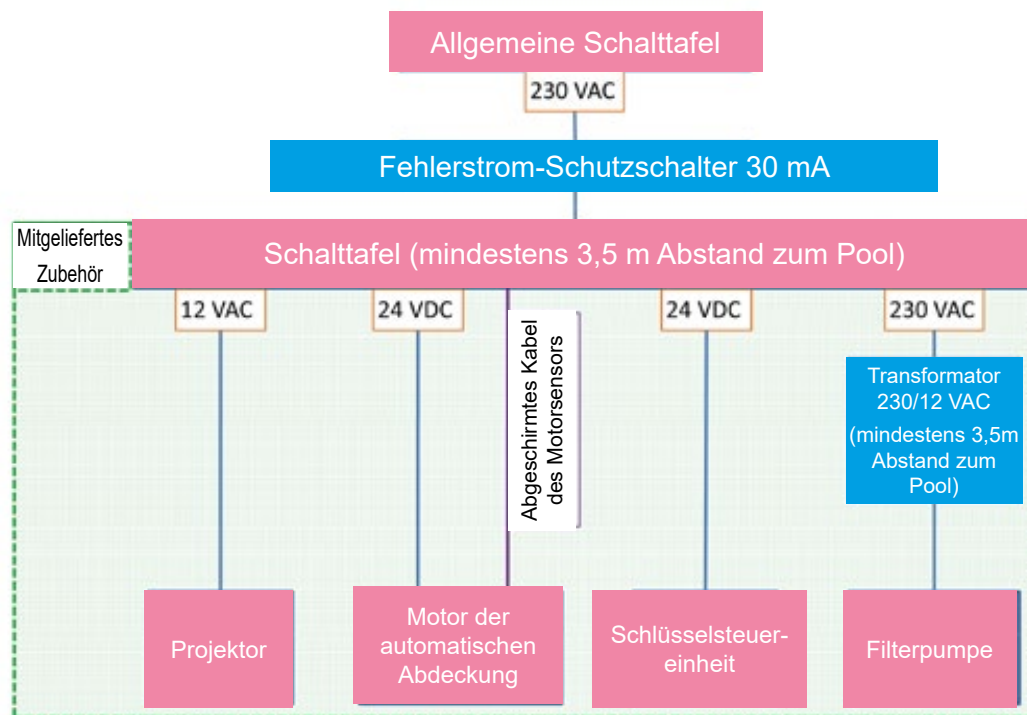 Allgemeine Schalttafel
230 VAC
Fehlerstrom-Schutzschalter 30 mA
Mitgeliefertes
Zubehör
Schalttafel (mindestens 3,5 m Abstand zum Pool)
12 VAC
24 VDC
Abgeschirmtes Kabel
des Motorsensors
24 VDC
230 VAC
Transformator
230/12 VAC
(mindestens 3,5m
Abstand zum
Pool)
Projektor
Motor der
automatischen
Abdeckung
Schlüsselsteuer-
einheit
Filterpumpe